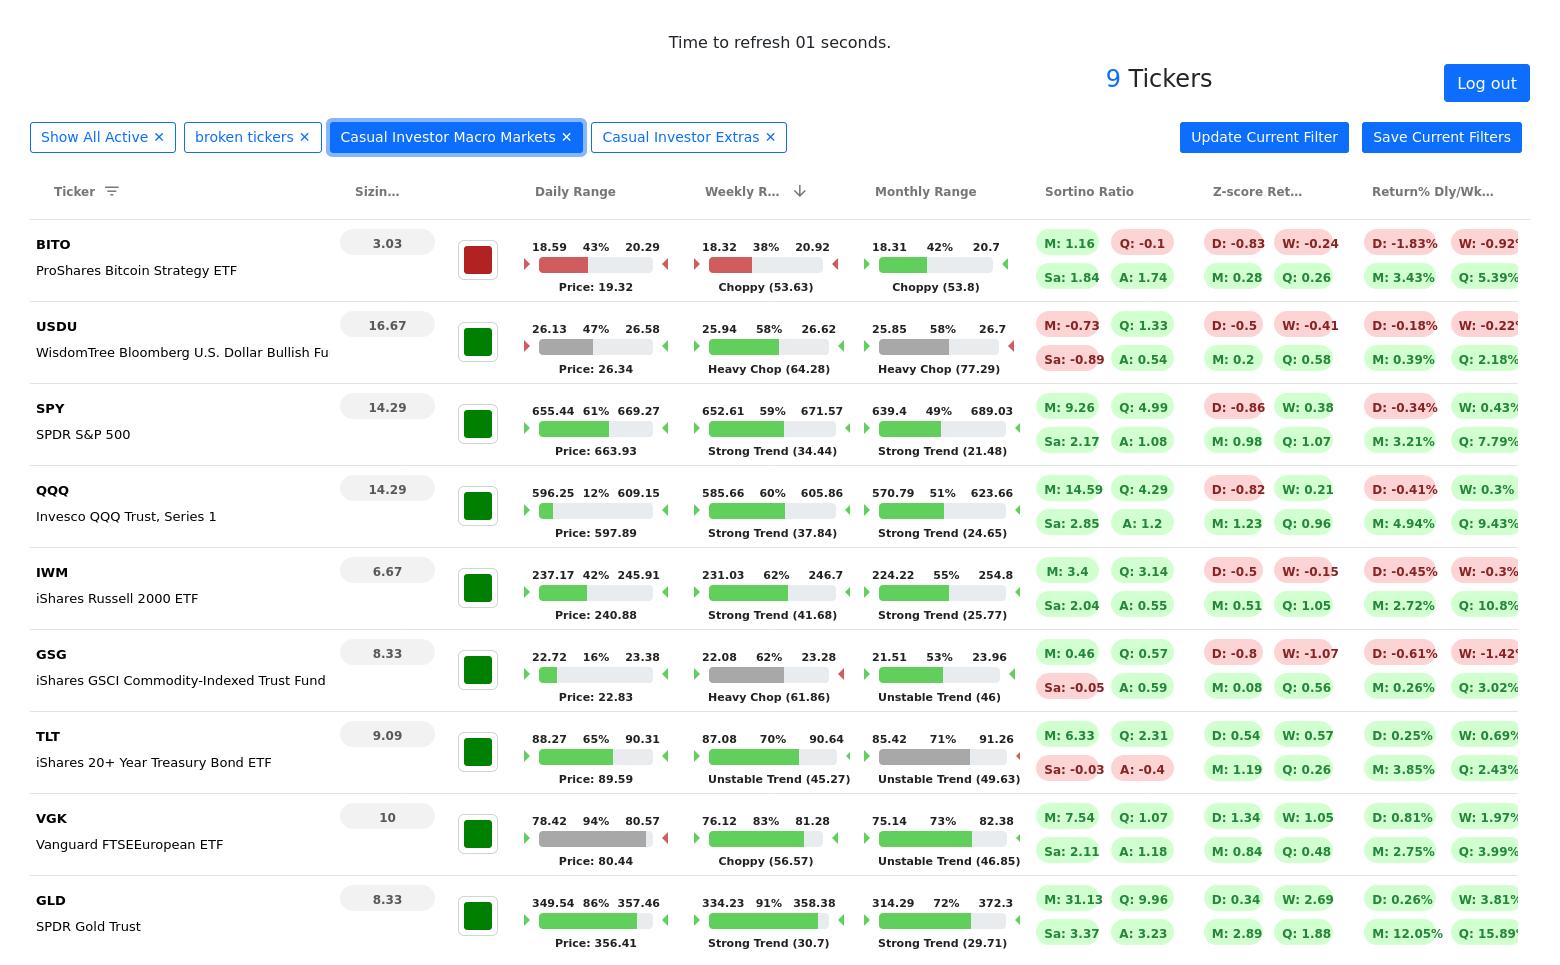 Time to refresh 01 seconds.
9 Tickers
Log out
Show All Active ✕ broken tickers ✕ Casual Investor Macro Markets ✕ Casual Investor Extras ✕ Update Current Filter Save Current Filters
Ticker Sizin… Daily Range Weekly R… Monthly Range Sortino Ratio Z-score Ret… Return% Dly/Wk…
BITO 3.03 18.59 43% 20.29 18.32 38% 20.92 18.31 42% 20.7 M: 1.16 Q: -0.1 D: -0.83 W: -0.24 D: -1.83% W: -0.92%
ProShares Bitcoin Strategy ETF Sa: 1.84 A: 1.74 M: 0.28 Q: 0.26 M: 3.43% Q: 5.39%
Price: 19.32 Choppy (53.63) Choppy (53.8)
USDU 16.67 26.13 47% 26.58 25.94 58% 26.62 25.85 58% 26.7 M: -0.73 Q: 1.33 D: -0.5 W: -0.41 D: -0.18% W: -0.22%
WisdomTree Bloomberg U.S. Dollar Bullish Fu Sa: -0.89 A: 0.54 M: 0.2 Q: 0.58 M: 0.39% Q: 2.18%
Price: 26.34 Heavy Chop (64.28) Heavy Chop (77.29)
SPY 14.29 655.44 61% 669.27 652.61 59% 671.57 639.4 49% 689.03 M: 9.26 Q: 4.99 D: -0.86 W: 0.38 D: -0.34% W: 0.43%
SPDR S&P 500 Sa: 2.17 A: 1.08 M: 0.98 Q: 1.07 M: 3.21% Q: 7.79%
Price: 663.93 Strong Trend (34.44) Strong Trend (21.48)
QQQ 14.29 596.25 12% 609.15 585.66 60% 605.86 570.79 51% 623.66 M: 14.59 Q: 4.29 D: -0.82 W: 0.21 D: -0.41% W: 0.3%
Invesco QQQ Trust, Series 1 Sa: 2.85 A: 1.2 M: 1.23 Q: 0.96 M: 4.94% Q: 9.43%
Price: 597.89 Strong Trend (37.84) Strong Trend (24.65)
IWM 6.67 237.17 42% 245.91 231.03 62% 246.7 224.22 55% 254.8 M: 3.4 Q: 3.14 D: -0.5 W: -0.15 D: -0.45% W: -0.3%
iShares Russell 2000 ETF Sa: 2.04 A: 0.55 M: 0.51 Q: 1.05 M: 2.72% Q: 10.8%
Price: 240.88 Strong Trend (41.68) Strong Trend (25.77)
GSG 8.33 22.72 16% 23.38 22.08 62% 23.28 21.51 53% 23.96 M: 0.46 Q: 0.57 D: -0.8 W: -1.07 D: -0.61% W: -1.42%
iShares GSCI Commodity-Indexed Trust Fund Sa: -0.05 A: 0.59 M: 0.08 Q: 0.56 M: 0.26% Q: 3.02%
Price: 22.83 Heavy Chop (61.86) Unstable Trend (46)
TLT 9.09 88.27 65% 90.31 87.08 70% 90.64 85.42 71% 91.26 M: 6.33 Q: 2.31 D: 0.54 W: 0.57 D: 0.25% W: 0.69%
iShares 20+ Year Treasury Bond ETF Sa: -0.03 A: -0.4 M: 1.19 Q: 0.26 M: 3.85% Q: 2.43%
Price: 89.59 Unstable Trend (45.27) Unstable Trend (49.63)
VGK 10 78.42 94% 80.57 76.12 83% 81.28 75.14 73% 82.38 M: 7.54 Q: 1.07 D: 1.34 W: 1.05 D: 0.81% W: 1.97%
Vanguard FTSEEuropean ETF Sa: 2.11 A: 1.18 M: 0.84 Q: 0.48 M: 2.75% Q: 3.99%
Price: 80.44 Choppy (56.57) Unstable Trend (46.85)
GLD 8.33 349.54 86% 357.46 334.23 91% 358.38 314.29 72% 372.3 M: 31.13 Q: 9.96 D: 0.34 W: 2.69 D: 0.26% W: 3.81%
SPDR Gold Trust Sa: 3.37 A: 3.23 M: 2.89 Q: 1.88 M: 12.05% Q: 15.89%
Price: 356.41 Strong Trend (30.7) Strong Trend (29.71)